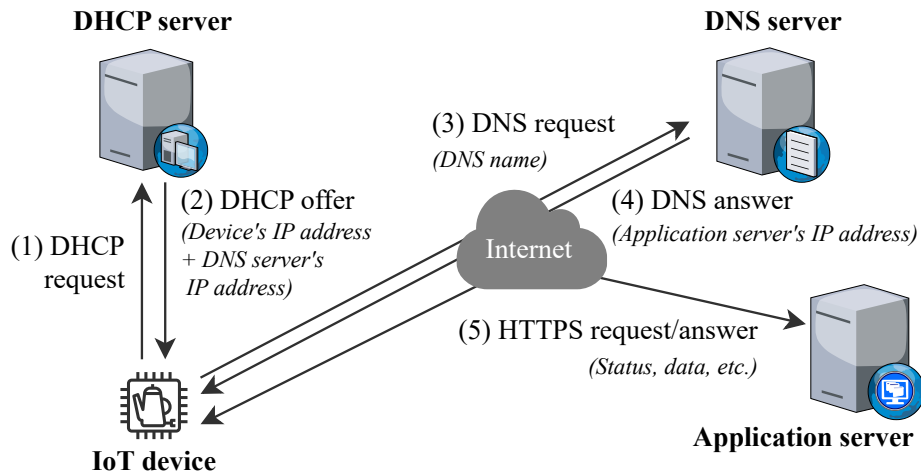 DHCP server
DNS server
(3) DNS request
(DNS name)
(2) DHCP offer
(Device's IP address
+ DNS server's
IP address)
(1) DHCP
request
(4) DNS answer
(Application server's IP address)
Internet
(5) HTTPS request/answer
(Status, data, etc.)
IoT device
Application server